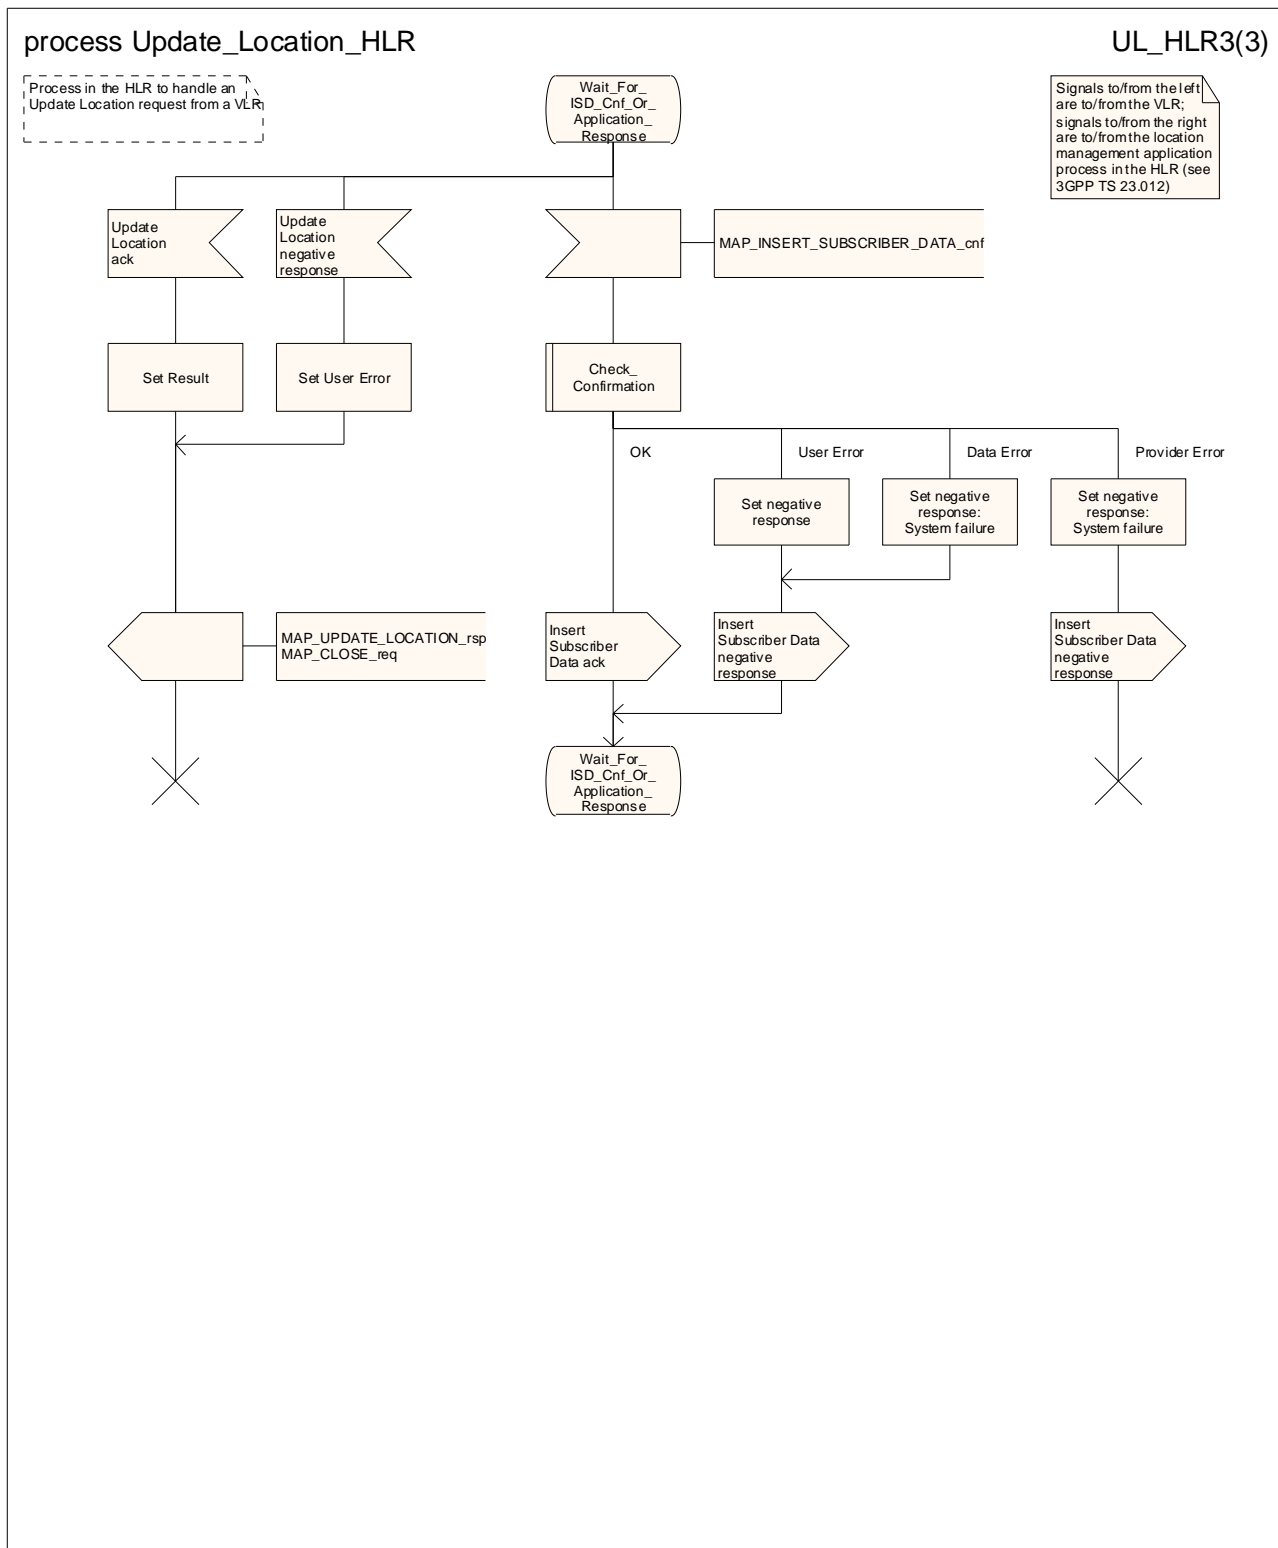 process Update_Location_HLR
UL_HLR3(3)
Process in the HLR to handle an
Update Location request from a VLR
Wait_For_
ISD_Cnf_Or_
Application_
Response
Signals to/from the left
are to/from the VLR;
signals to/from the right
are to/from the location
management application
process in the HLR (see
3GPP TS 23.012)
Update
Location
ack
Update
Location
negative
response
MAP_INSERT_SUBSCRIBER_DATA_cnf
Set Result
Set User Error
Check_
Confirmation
OK
User Error
Data Error
Provider Error
Set negative
response
Set negative
response:
System failure
Set negative
response:
System failure
MAP_UPDATE_LOCATION_rsp
MAP_CLOSE_req
Insert
Subscriber
Data ack
Insert
Subscriber Data
negative
response
Insert
Subscriber Data
negative
response
Wait_For_
ISD_Cnf_Or_
Application_
Response